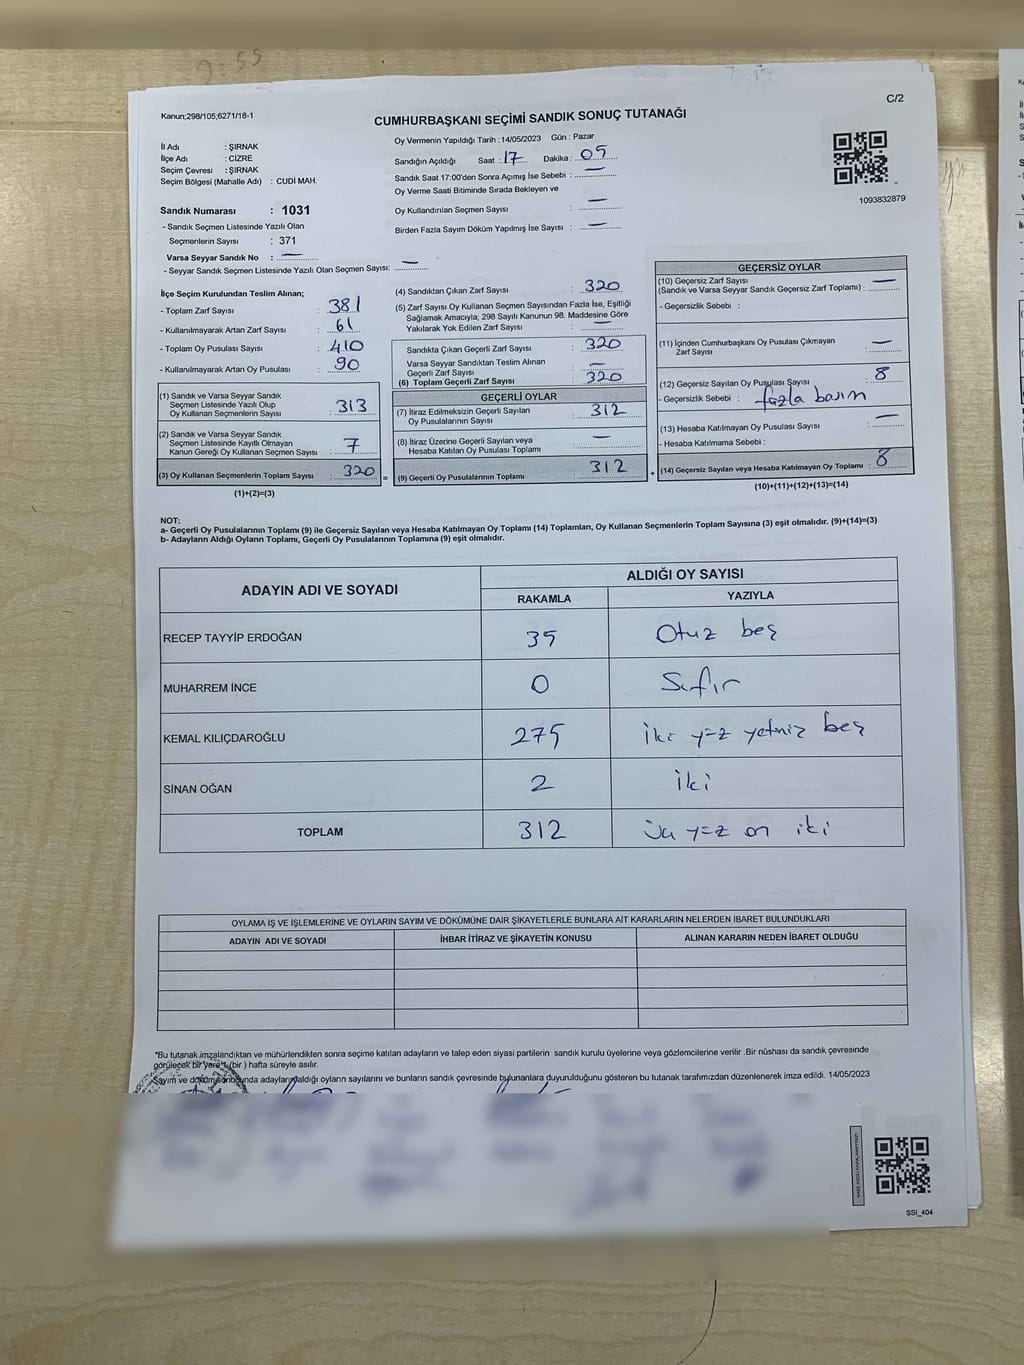 C/2
Kanun;298/105;6271/18-1
CUMHURBAŞKANI SEÇİMİ SANDIK SONUÇ TUTANAĞI
İl Adı : ŞIRNAK
İlçe Adı : CİZRE
Seçim Çevresi : ŞIRNAK
Seçim Bölgesi (Mahalle Adı) : CUDİ MAH.
Sandık Numarası : 1031
- Sandık Seçmen Listesinde Yazılı Olan
Seçmenlerin Sayısı : 371
Varsa Seyyar Sandık No : —
- Seyyar Sandık Seçmen Listesinde Yazılı Olan Seçmen Sayısı: —
Oy Vermenin Yapıldığı Tarih : 14/05/2023 Gün : Pazar
Sandığın Açıldığı Saat : 17 Dakika : 05
Sandık Saat 17:00'den Sonra Açımış İse Sebebi : —
Oy Verme Saati Bitiminde Sırada Bekleyen ve
Oy Kullandırılan Seçmen Sayısı : —
Birden Fazla Sayım Döküm Yapılmış İse Sayısı : —
1093832879
İlçe Seçim Kurulundan Teslim Alınan;
- Toplam Zarf Sayısı : 381
- Kullanılmayarak Artan Zarf Sayısı : 61
- Toplam Oy Pusulası Sayısı : 410
- Kullanılmayarak Artan Oy Pusulası : 90
(1) Sandık ve Varsa Seyyar Sandık
Seçmen Listesinde Yazılı Olup
Oy Kullanan Seçmenlerin Sayısı : 313
(2) Sandık ve Varsa Seyyar Sandık
Seçmen Listesinde Kayıtlı Olmayan
Kanun Gereği Oy Kullanan Seçmen Sayısı : 7
(3) Oy Kullanan Seçmenlerin Toplam Sayısı : 320
(1)+(2)=(3)
(4) Sandıktan Çıkan Zarf Sayısı : 320
(5) Zarf Sayısı Oy Kullanan Seçmen Sayısından Fazla İse, Eşitliği
Sağlamak Amacıyla; 298 Sayılı Kanunun 98. Maddesine Göre
Yakılarak Yok Edilen Zarf Sayısı : —
Sandıkta Çıkan Geçerli Zarf Sayısı : 320
Varsa Seyyar Sandıktan Teslim Alınan
Geçerli Zarf Sayısı : —
(6) Toplam Geçerli Zarf Sayısı : 320
GEÇERLİ OYLAR
(7) İtiraz Edilmeksizin Geçerli Sayılan
Oy Pusulalarının Sayısı : 312
(8) İtiraz Üzerine Geçerli Sayılan veya
Hesaba Katılan Oy Pusulası Toplamı : —
= (9) Geçerli Oy Pusulalarının Toplamı : 312
GEÇERSİZ OYLAR
(10) Geçersiz Zarf Sayısı
(Sandık ve Varsa Seyyar Sandık Geçersiz Zarf Toplamı) : —
- Geçersizlik Sebebi :
(11) İçinden Cumhurbaşkanı Oy Pusulası Çıkmayan
Zarf Sayısı : —
(12) Geçersiz Sayılan Oy Pusulası Sayısı : 8
- Geçersizlik Sebebi : fazla basım
(13) Hesaba Katılmayan Oy Pusulası Sayısı : —
- Hesaba Katılmama Sebebi :
+ (14) Geçersiz Sayılan veya Hesaba Katılmayan Oy Toplamı : 8
(10)+(11)+(12)+(13)=(14)
NOT:
a- Geçerli Oy Pusulalarının Toplamı (9) ile Geçersiz Sayılan veya Hesaba Katılmayan Oy Toplamı (14) Toplamları, Oy Kullanan Seçmenlerin Toplam Sayısına (3) eşit olmalıdır. (9)+(14)=(3)
b- Adayların Aldığı Oyların Toplamı, Geçerli Oy Pusulalarının Toplamına (9) eşit olmalıdır.
ADAYIN ADI VE SOYADI ALDIĞI OY SAYISI
RAKAMLA YAZIYLA
RECEP TAYYİP ERDOĞAN 35 Otuz beş
MUHARREM İNCE 0 Sıfır
KEMAL KILIÇDAROĞLU 275 iki yüz yetmiş beş
SİNAN OĞAN 2 iki
TOPLAM 312 üç yüz on iki
OYLAMA İŞ VE İŞLEMLERİNE VE OYLARIN SAYIM VE DÖKÜMÜNE DAİR ŞİKAYETLERLE BUNLARA AİT KARARLARIN NELERDEN İBARET BULUNDUKLARI
ADAYIN ADI VE SOYADI İHBAR İTİRAZ VE ŞİKAYETİN KONUSU ALINAN KARARIN NEDEN İBARET OLDUĞU
*Bu tutanak imzalandıktan ve mühürlendikten sonra seçime katılan adayların ve talep eden siyasi partilerin sandık kurulu üyelerine veya gözlemcilerine verilir .Bir nüshası da sandık çevresinde
görülecek bir yere 1 (bir ) hafta süreyle asılır.
Sayım ve döküm sonucunda adayların aldığı oyların sayılarını ve bunların sandık çevresinde bulunanlara duyurulduğunu gösteren bu tutanak tarafımızdan düzenlenerek imza edildi. 14/05/2023
SSI_404